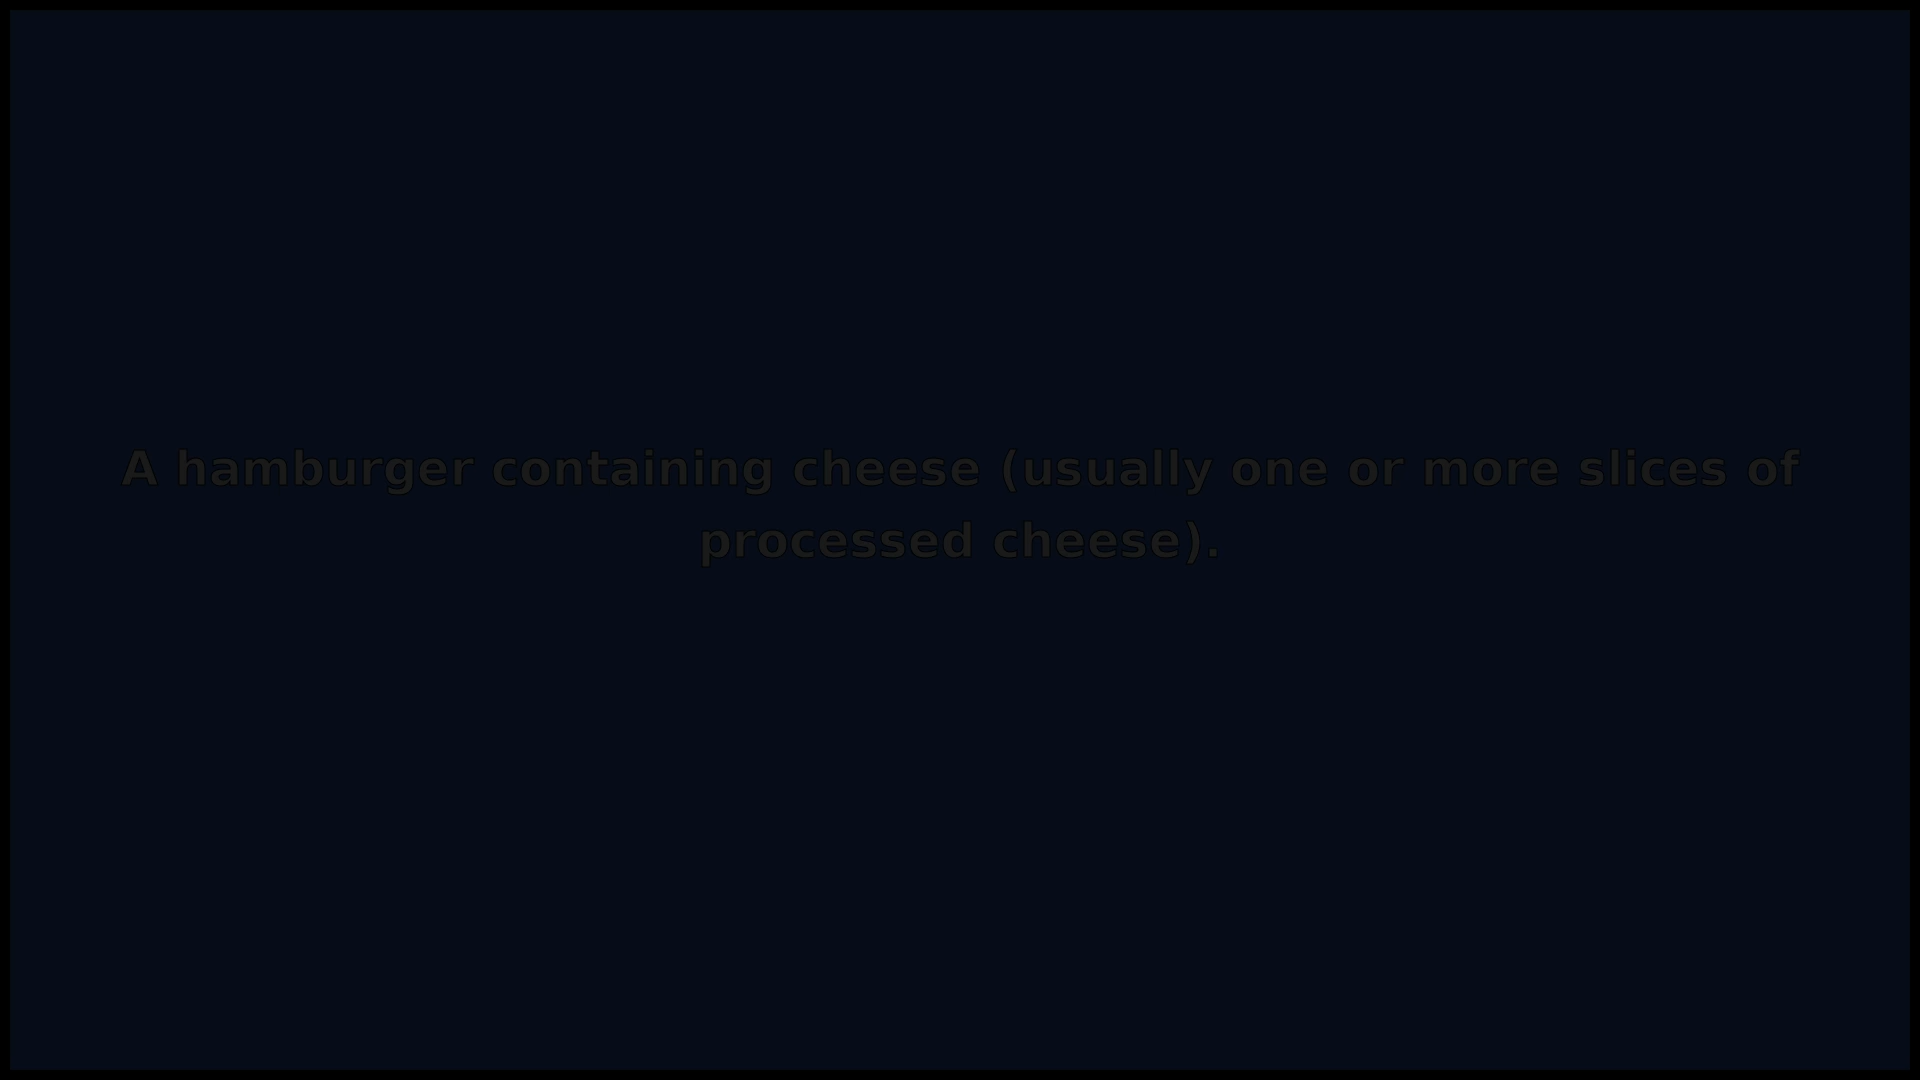 A hamburger containing cheese (usually one or more slices of
processed cheese).